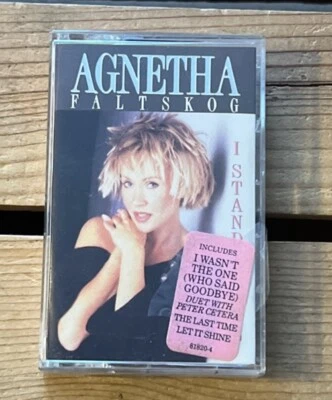 AGNETHA
FALTSKOG
I STAND
INCLUDES
I WASN'T
THE ONE
(WHO SAID
GOODBYE)
DUET WITH
PETER CETERA
THE LAST TIME
LET IT SHINE
81820-4